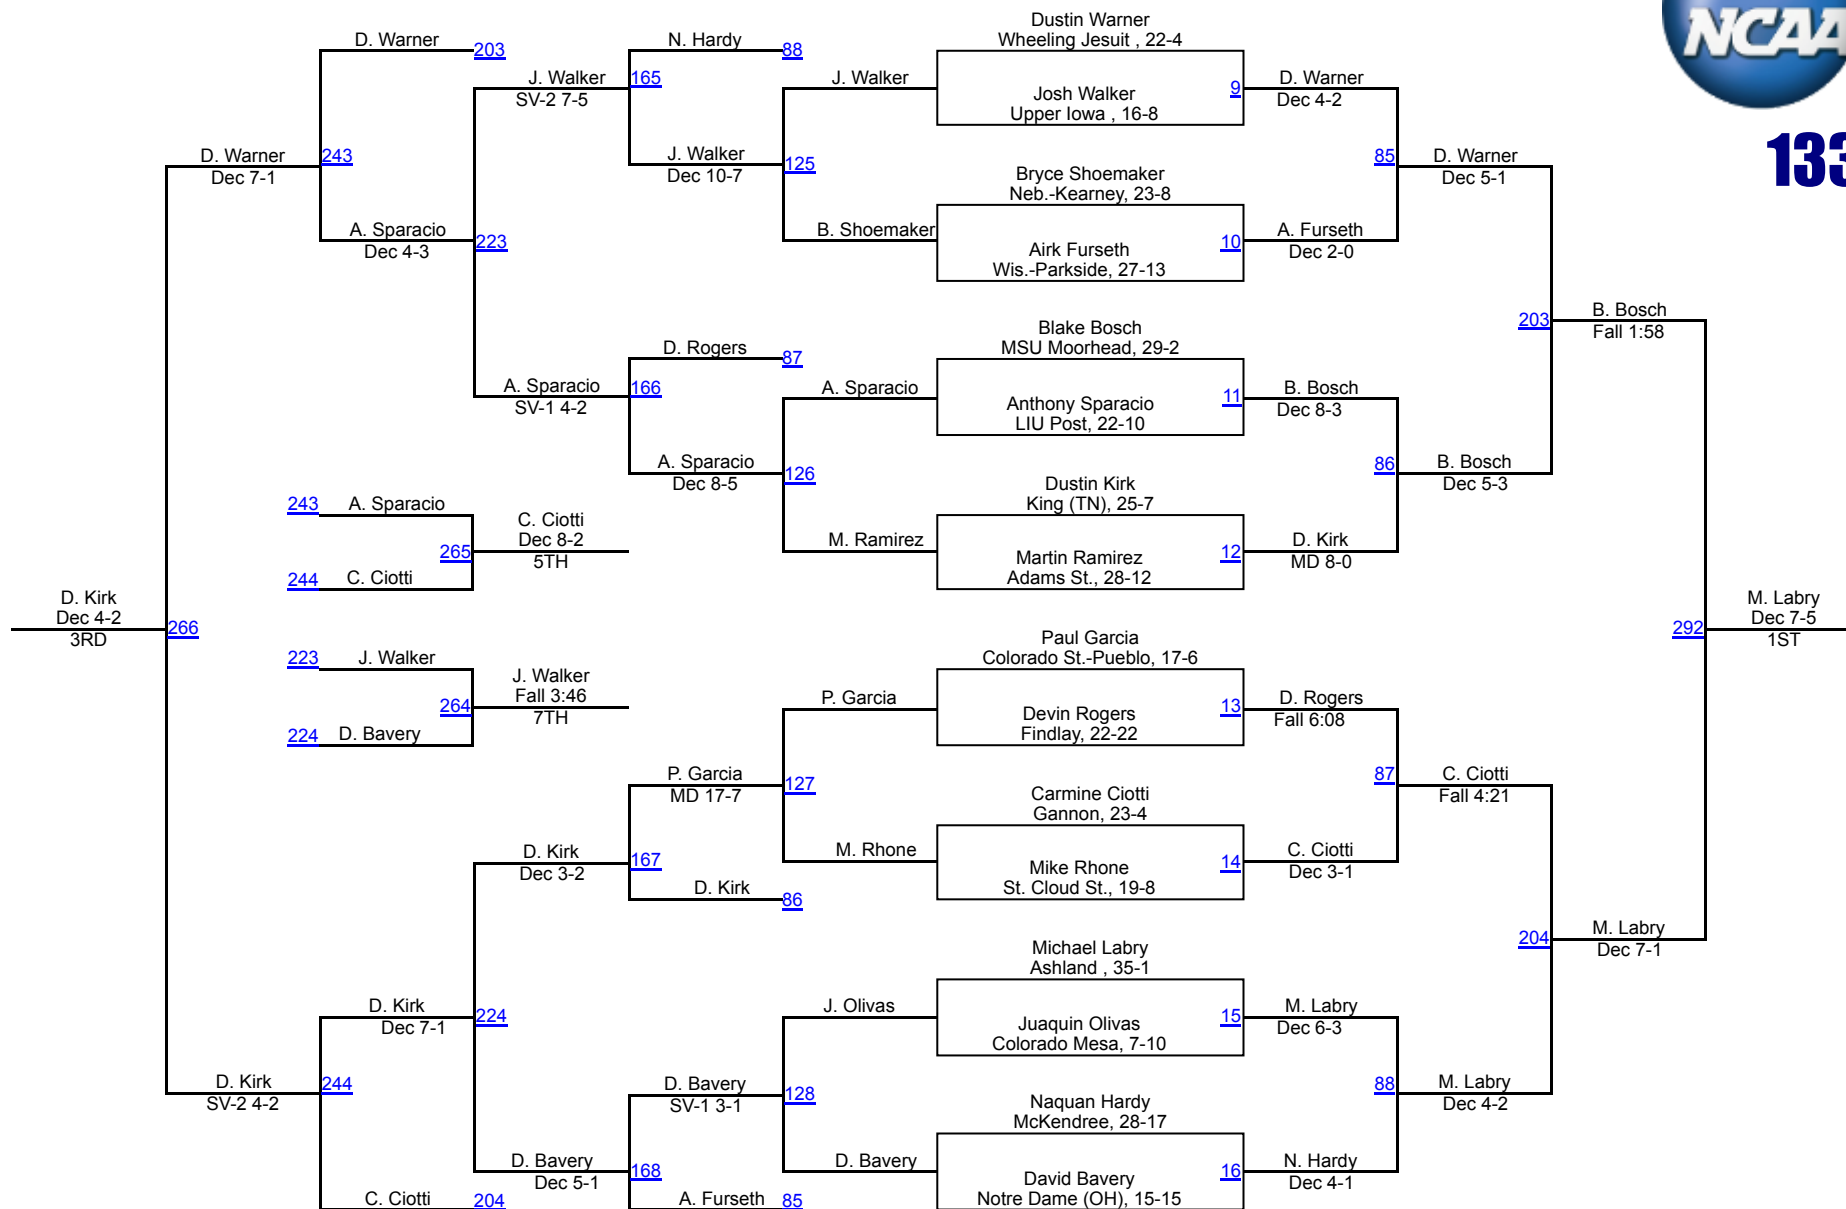 NCAA
133
Dustin Warner
Wheeling Jesuit , 22-4
Josh Walker
Upper Iowa , 16-8
9
Bryce Shoemaker
Neb.-Kearney, 23-8
Airk Furseth
Wis.-Parkside, 27-13
10
Blake Bosch
MSU Moorhead, 29-2
Anthony Sparacio
LIU Post, 22-10
11
Dustin Kirk
King (TN), 25-7
Martin Ramirez
Adams St., 28-12
12
Paul Garcia
Colorado St.-Pueblo, 17-6
Devin Rogers
Findlay, 22-22
13
Carmine Ciotti
Gannon, 23-4
Mike Rhone
St. Cloud St., 19-8
14
Michael Labry
Ashland , 35-1
Juaquin Olivas
Colorado Mesa, 7-10
15
Naquan Hardy
McKendree, 28-17
David Bavery
Notre Dame (OH), 15-15
16
D. Warner
Dec 4-2
85
A. Furseth
Dec 2-0
B. Bosch
Dec 8-3
86
D. Kirk
MD 8-0
D. Rogers
Fall 6:08
87
C. Ciotti
Dec 3-1
M. Labry
Dec 6-3
88
N. Hardy
Dec 4-1
D. Warner
Dec 5-1
203
B. Bosch
Dec 5-3
C. Ciotti
Fall 4:21
204
M. Labry
Dec 4-2
B. Bosch
Fall 1:58
292
M. Labry
Dec 7-1
M. Labry
Dec 7-5
1ST
J. Walker
125
B. Shoemaker
A. Sparacio
126
M. Ramirez
P. Garcia
127
M. Rhone
J. Olivas
128
D. Bavery
N. Hardy
88
165
J. Walker
Dec 10-7
D. Rogers
87
166
A. Sparacio
Dec 8-5
P. Garcia
MD 17-7
167
D. Kirk
86
D. Bavery
SV-1 3-1
168
A. Furseth
85
J. Walker
SV-2 7-5
223
A. Sparacio
SV-1 4-2
D. Kirk
Dec 3-2
224
D. Bavery
Dec 5-1
D. Warner
203
243
A. Sparacio
Dec 4-3
D. Kirk
Dec 7-1
244
C. Ciotti
204
D. Warner
Dec 7-1
266
D. Kirk
SV-2 4-2
D. Kirk
Dec 4-2
3RD
243
A. Sparacio
265
244
C. Ciotti
C. Ciotti
Dec 8-2
5TH
223
J. Walker
264
224
D. Bavery
J. Walker
Fall 3:46
7TH